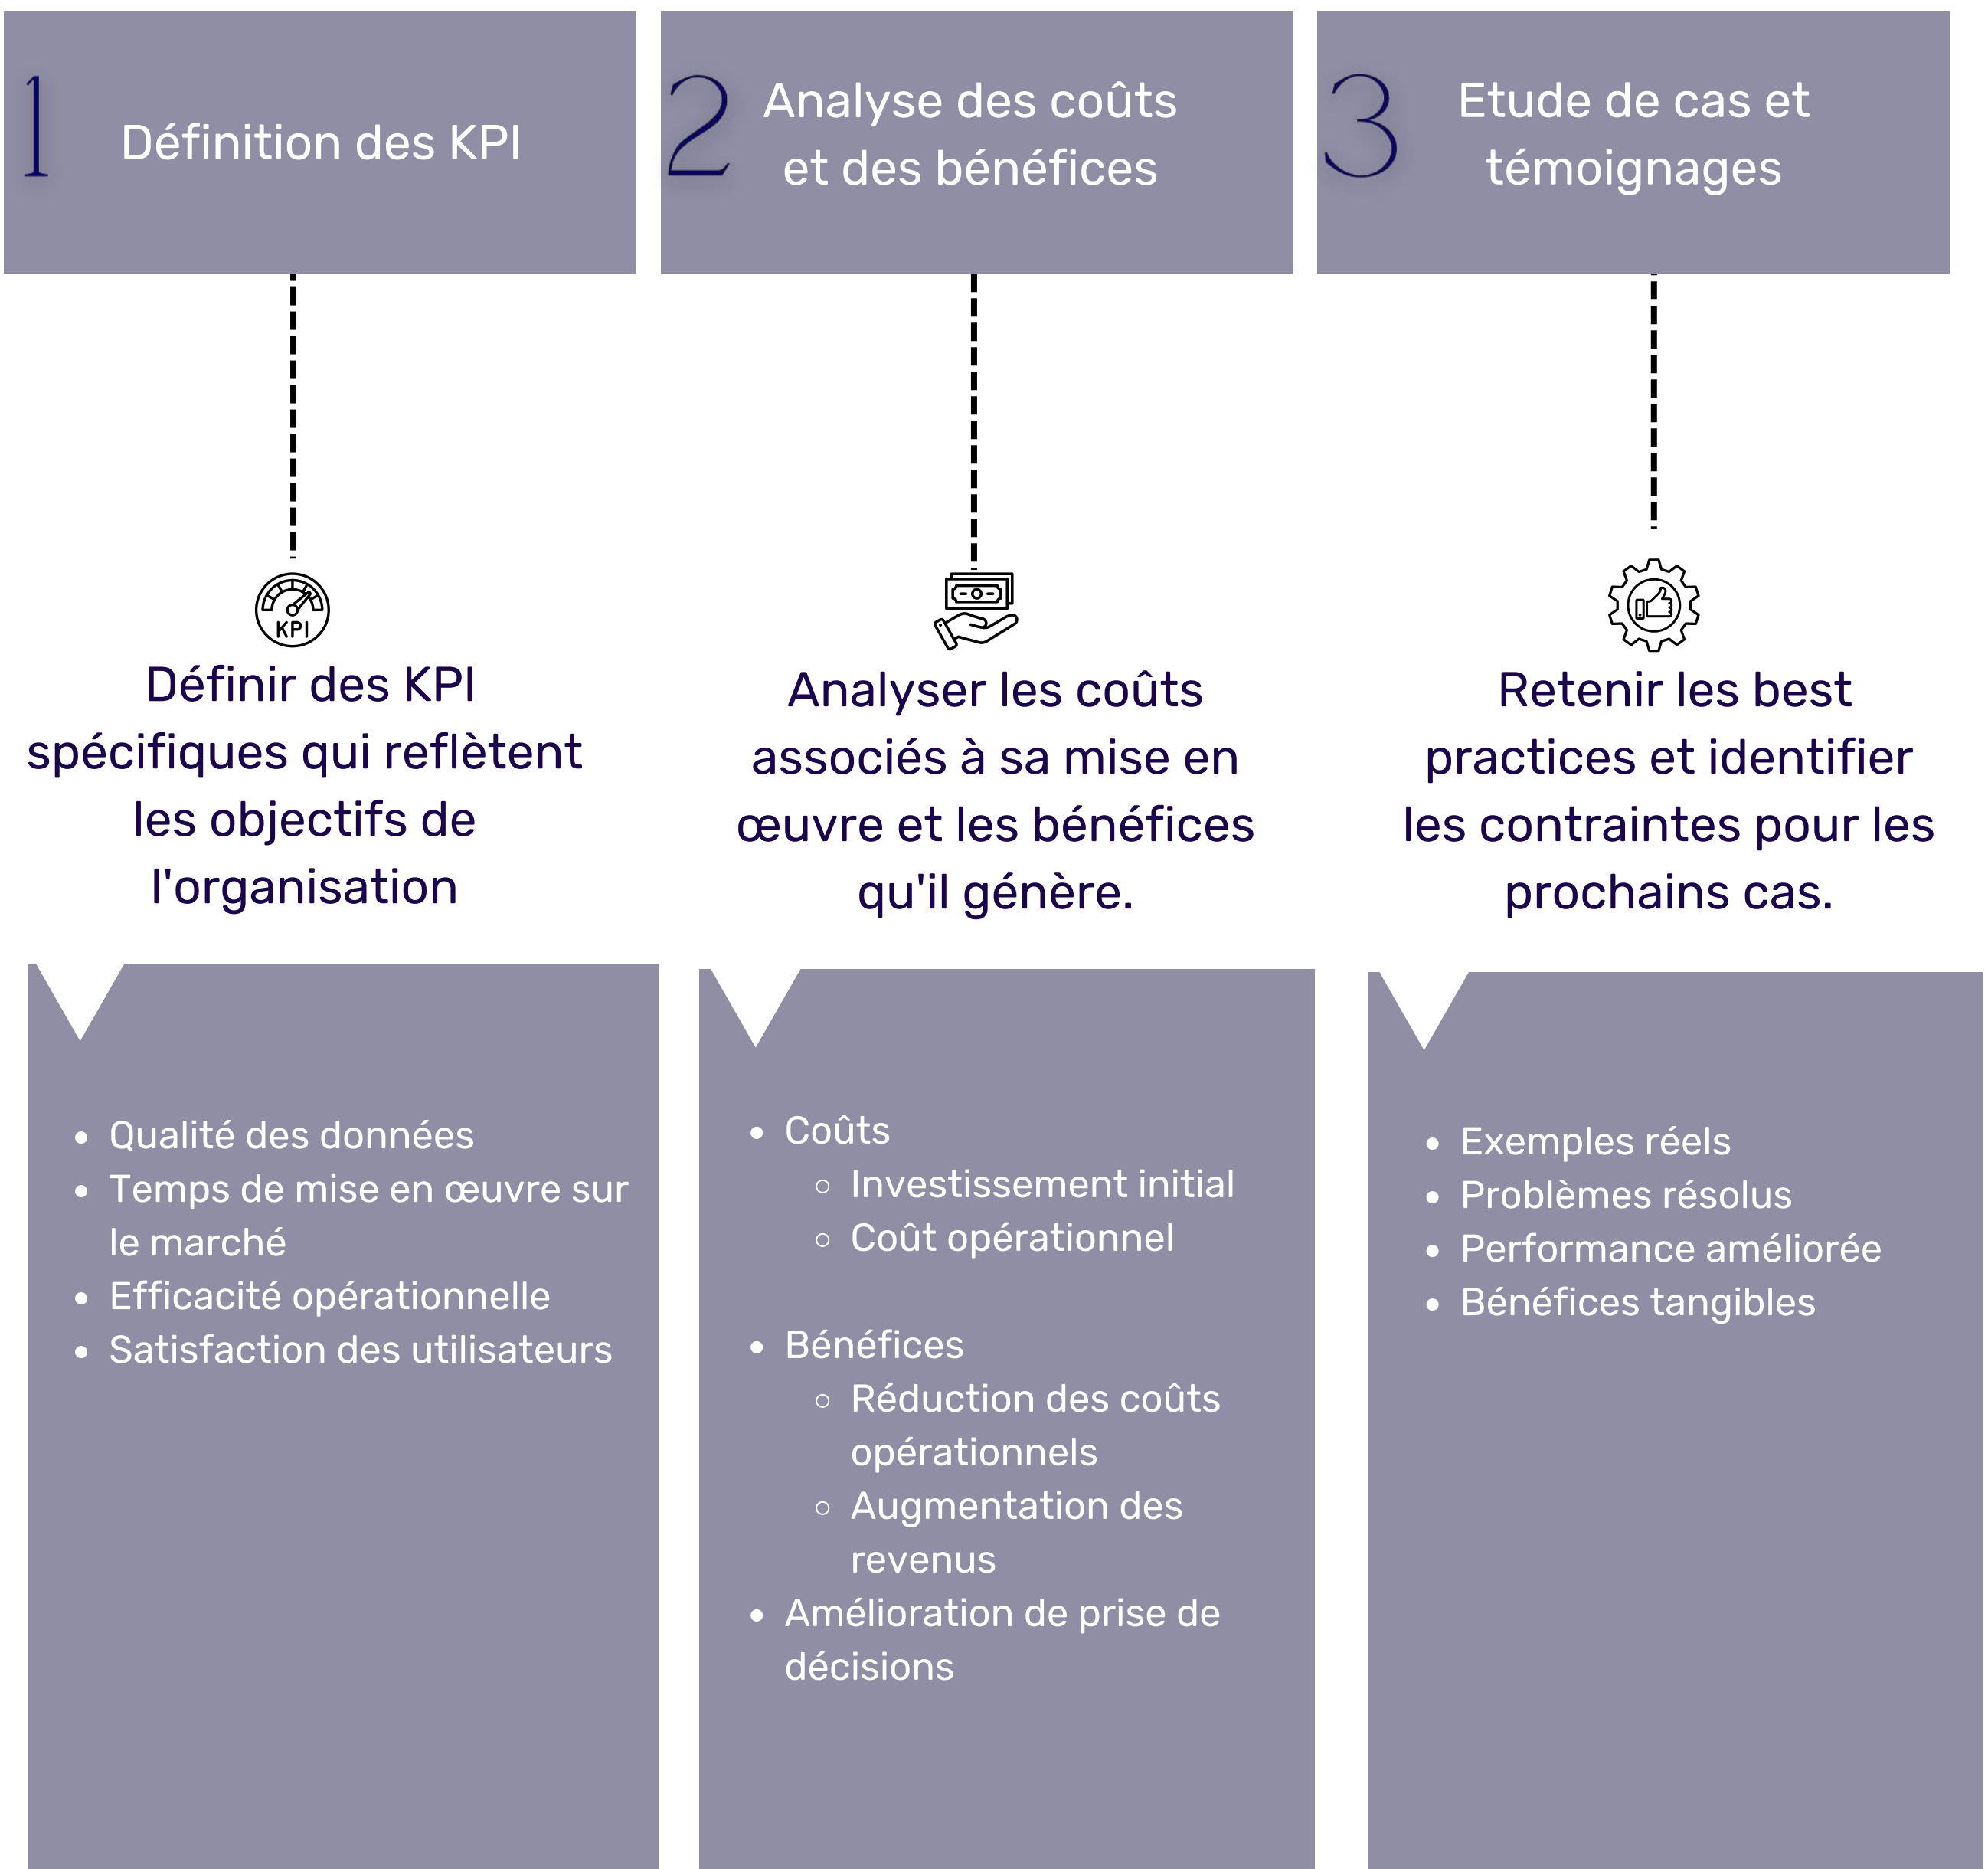 1
Définition des KPI
KPI
Définir des KPI
spécifiques qui reflètent
les objectifs de
l'organisation
Qualité des données
Temps de mise en œuvre sur
le marché
Efficacité opérationnelle
Satisfaction des utilisateurs
2
Analyse des coûts
et des bénéfices
Analyser les coûts
associés à sa mise en
œuvre et les bénéfices
qu'il génère.
Coûts
Investissement initial
Coût opérationnel
Bénéfices
Réduction des coûts
opérationnels
Augmentation des
revenus
Amélioration de prise de
décisions
3
Etude de cas et
témoignages
Retenir les best
practices et identifier
les contraintes pour les
prochains cas.
Exemples réels
Problèmes résolus
Performance améliorée
Bénéfices tangibles